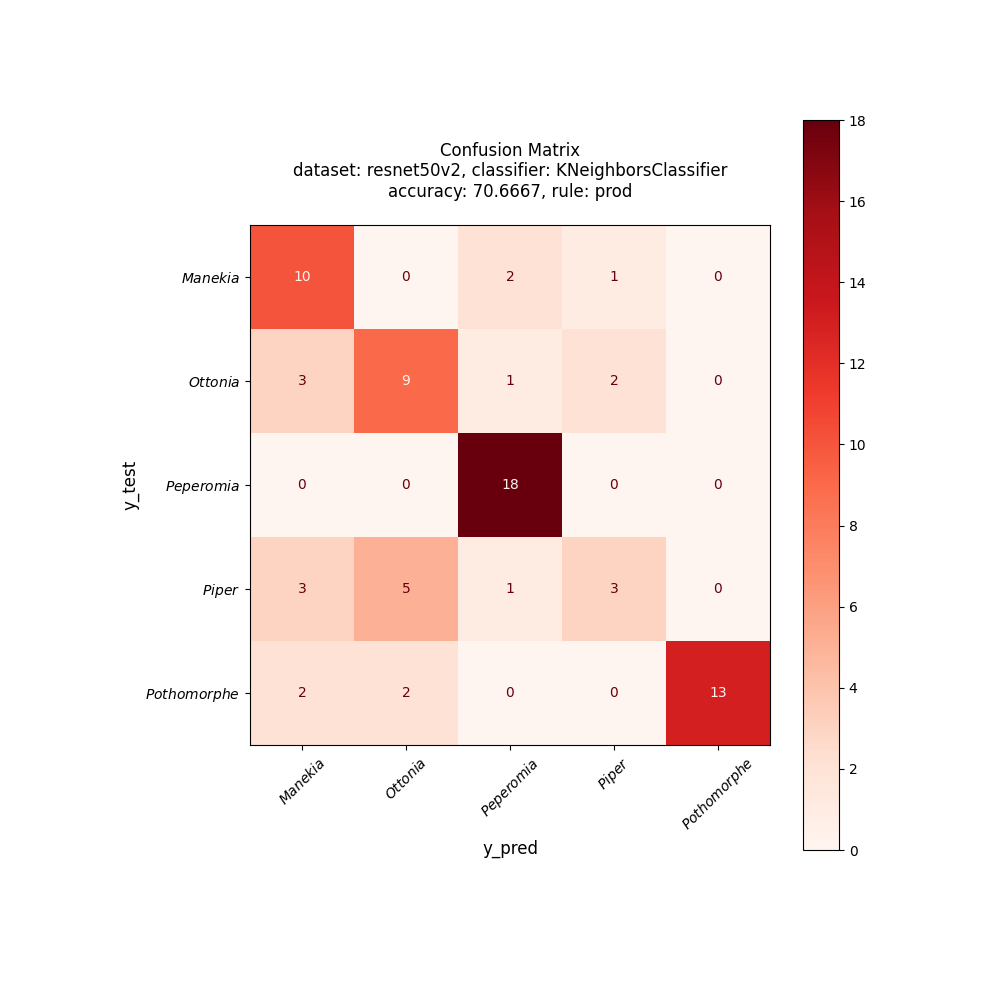 Confusion Matrix
dataset: resnet50v2, classifier: KNeighborsClassifier
accuracy: 70.6667, rule: prod
Manekia 10 0 2 1 0
Ottonia 3 9 1 2 0
Peperomia 0 0 18 0 0
Piper 3 5 1 3 0
Pothomorphe 2 2 0 0 13
y_test
Manekia Ottonia Peperomia Piper Pothomorphe
y_pred
18
16
14
12
10
8
6
4
2
0